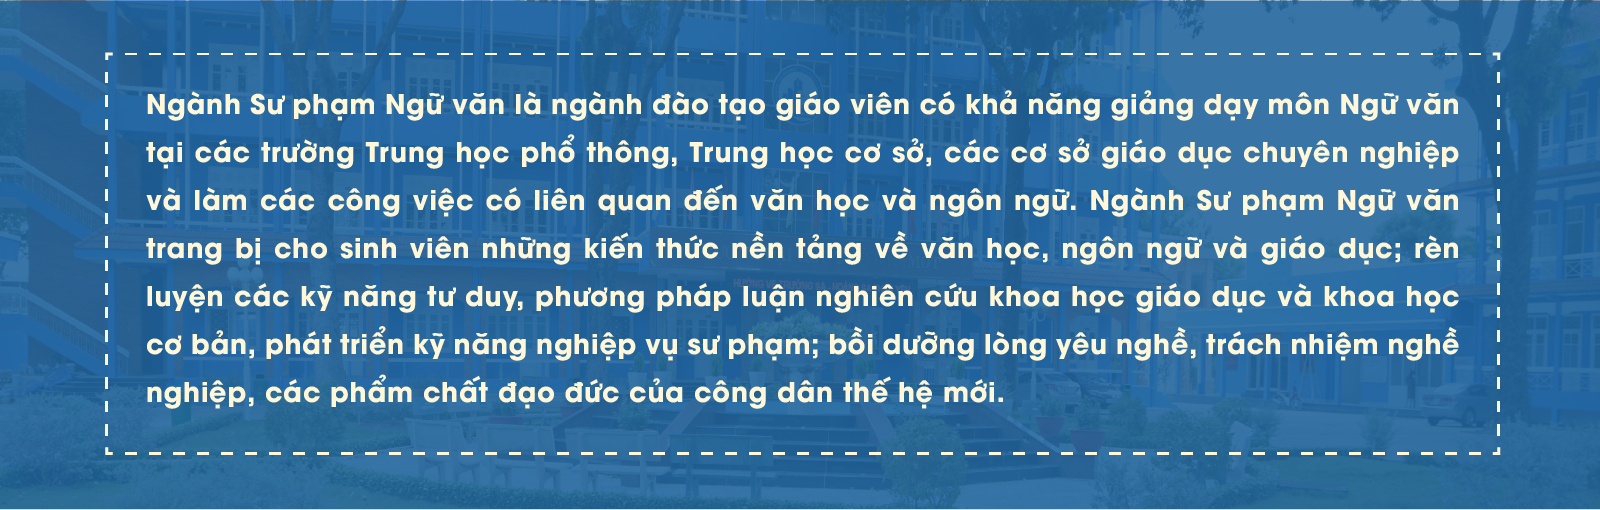 Ngành Sư phạm Ngữ văn là ngành đào tạo giáo viên có khả năng giảng dạy môn Ngữ văn
tại các trường Trung học phổ thông, Trung học cơ sở, các cơ sở giáo dục chuyên nghiệp
và làm các công việc có liên quan đến văn học và ngôn ngữ. Ngành Sư phạm Ngữ văn
trang bị cho sinh viên những kiến thức nền tảng về văn học, ngôn ngữ và giáo dục; rèn
luyện các kỹ năng tư duy, phương pháp luận nghiên cứu khoa học giáo dục và khoa học
cơ bản, phát triển kỹ năng nghiệp vụ sư phạm; bồi dưỡng lòng yêu nghề, trách nhiệm nghề
nghiệp, các phẩm chất đạo đức của công dân thế hệ mới.